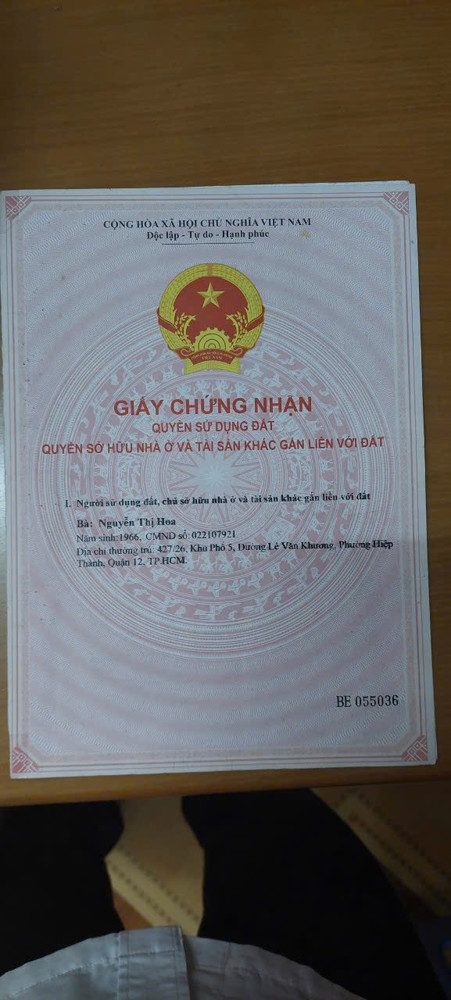 CỘNG HÒA XÃ HỘI CHỦ NGHĨA VIỆT NAM
Độc lập - Tự do - Hạnh phúc
GIẤY CHỨNG NHẬN
QUYỀN SỬ DỤNG ĐẤT
QUYỀN SỞ HỮU NHÀ Ở VÀ TÀI SẢN KHÁC GẮN LIỀN VỚI ĐẤT
I. Người sử dụng đất, chủ sở hữu nhà ở và tài sản khác gắn liền với đất
Bà: Nguyễn Thị Hoa
Năm sinh:1966, CMND số: 022107921
Địa chỉ thường trú: 427/26, Khu Phố 5, Đường Lê Văn Khương, Phường Hiệp
Thành, Quận 12, TP.HCM.
BE 055036